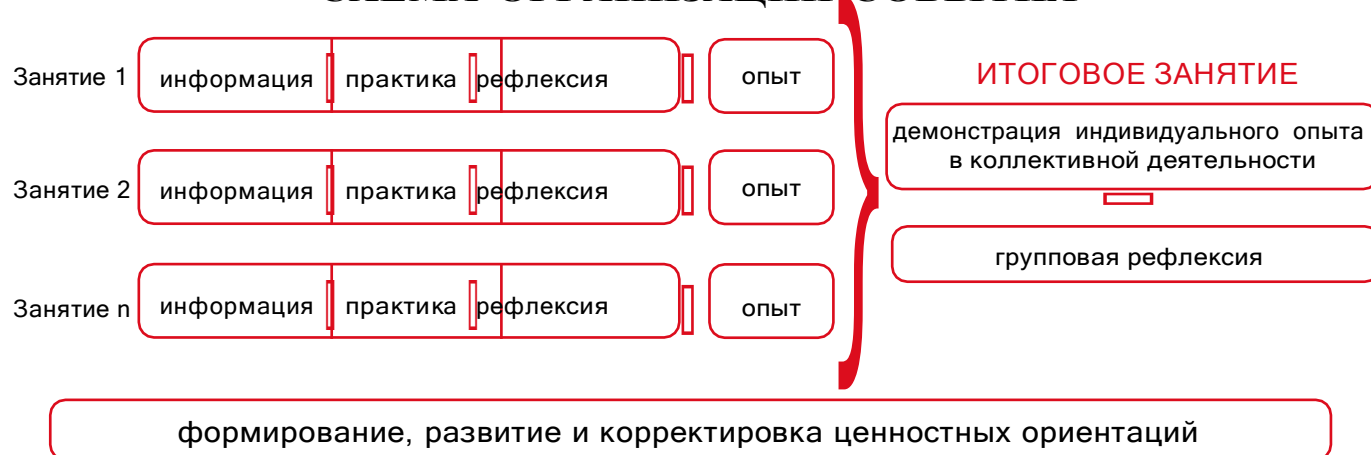 Занятие 1 информация практика рефлексия опыт
Занятие 2 информация практика рефлексия опыт
Занятие n информация практика рефлексия опыт
ИТОГОВОЕ ЗАНЯТИЕ
демонстрация индивидуального опыта
в коллективной деятельности
групповая рефлексия
формирование, развитие и корректировка ценностных ориентаций